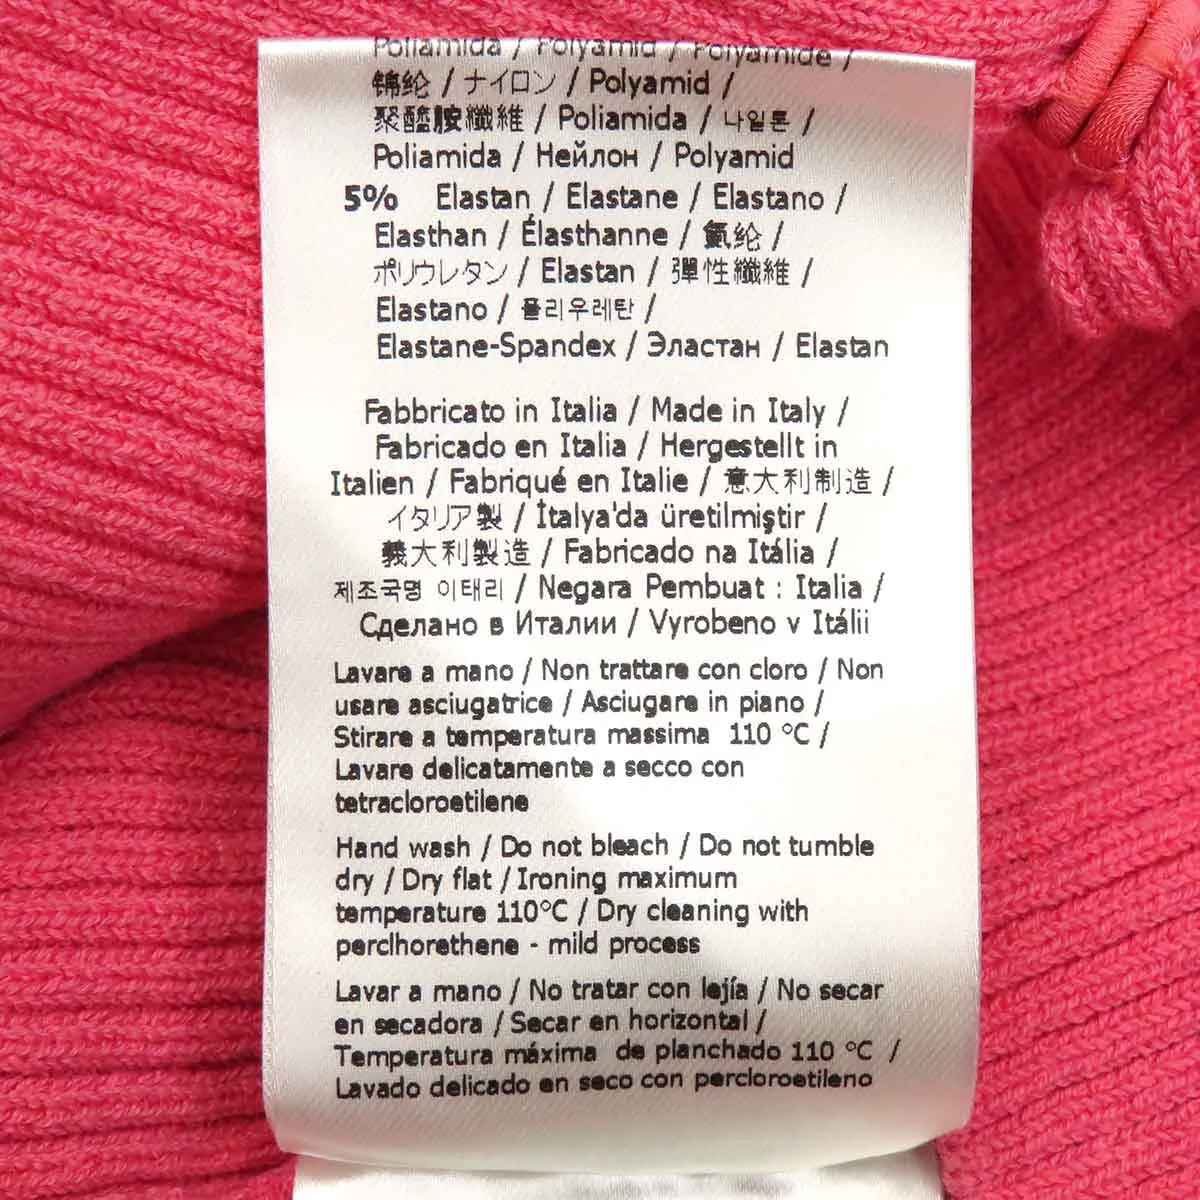 Poliamida / Polyamid / Polyamide /
锦纶 / ナイロン / Polyamid /
聚醯胺纖維 / Poliamida / 나일론 /
Poliamida / Нейлон / Polyamid
5% Elastan / Elastane / Elastano /
Elasthan / Élasthanne / 氨纶 /
ポリウレタン / Elastan / 彈性纖維 /
Elastano / 폴리우레탄 /
Elastane-Spandex / Эластан / Elastan
Fabbricato in Italia / Made in Italy /
Fabricado en Italia / Hergestellt in
Italien / Fabriqué en Italie / 意大利制造 /
イタリア製 / İtalya'da üretilmiştir /
義大利製造 / Fabricado na Itália /
제조국명 이태리 / Negara Pembuat : Italia /
Сделано в Италии / Vyrobeno v Itálii
Lavare a mano / Non trattare con cloro / Non
usare asciugatrice / Asciugare in piano /
Stirare a temperatura massima 110 °C /
Lavare delicatamente a secco con
tetracloroetilene
Hand wash / Do not bleach / Do not tumble
dry / Dry flat / Ironing maximum
temperature 110°C / Dry cleaning with
perclhorethene - mild process
Lavar a mano / No tratar con lejía / No secar
en secadora / Secar en horizontal /
Temperatura máxima de planchado 110 °C /
Lavado delicado en seco con percloroetileno